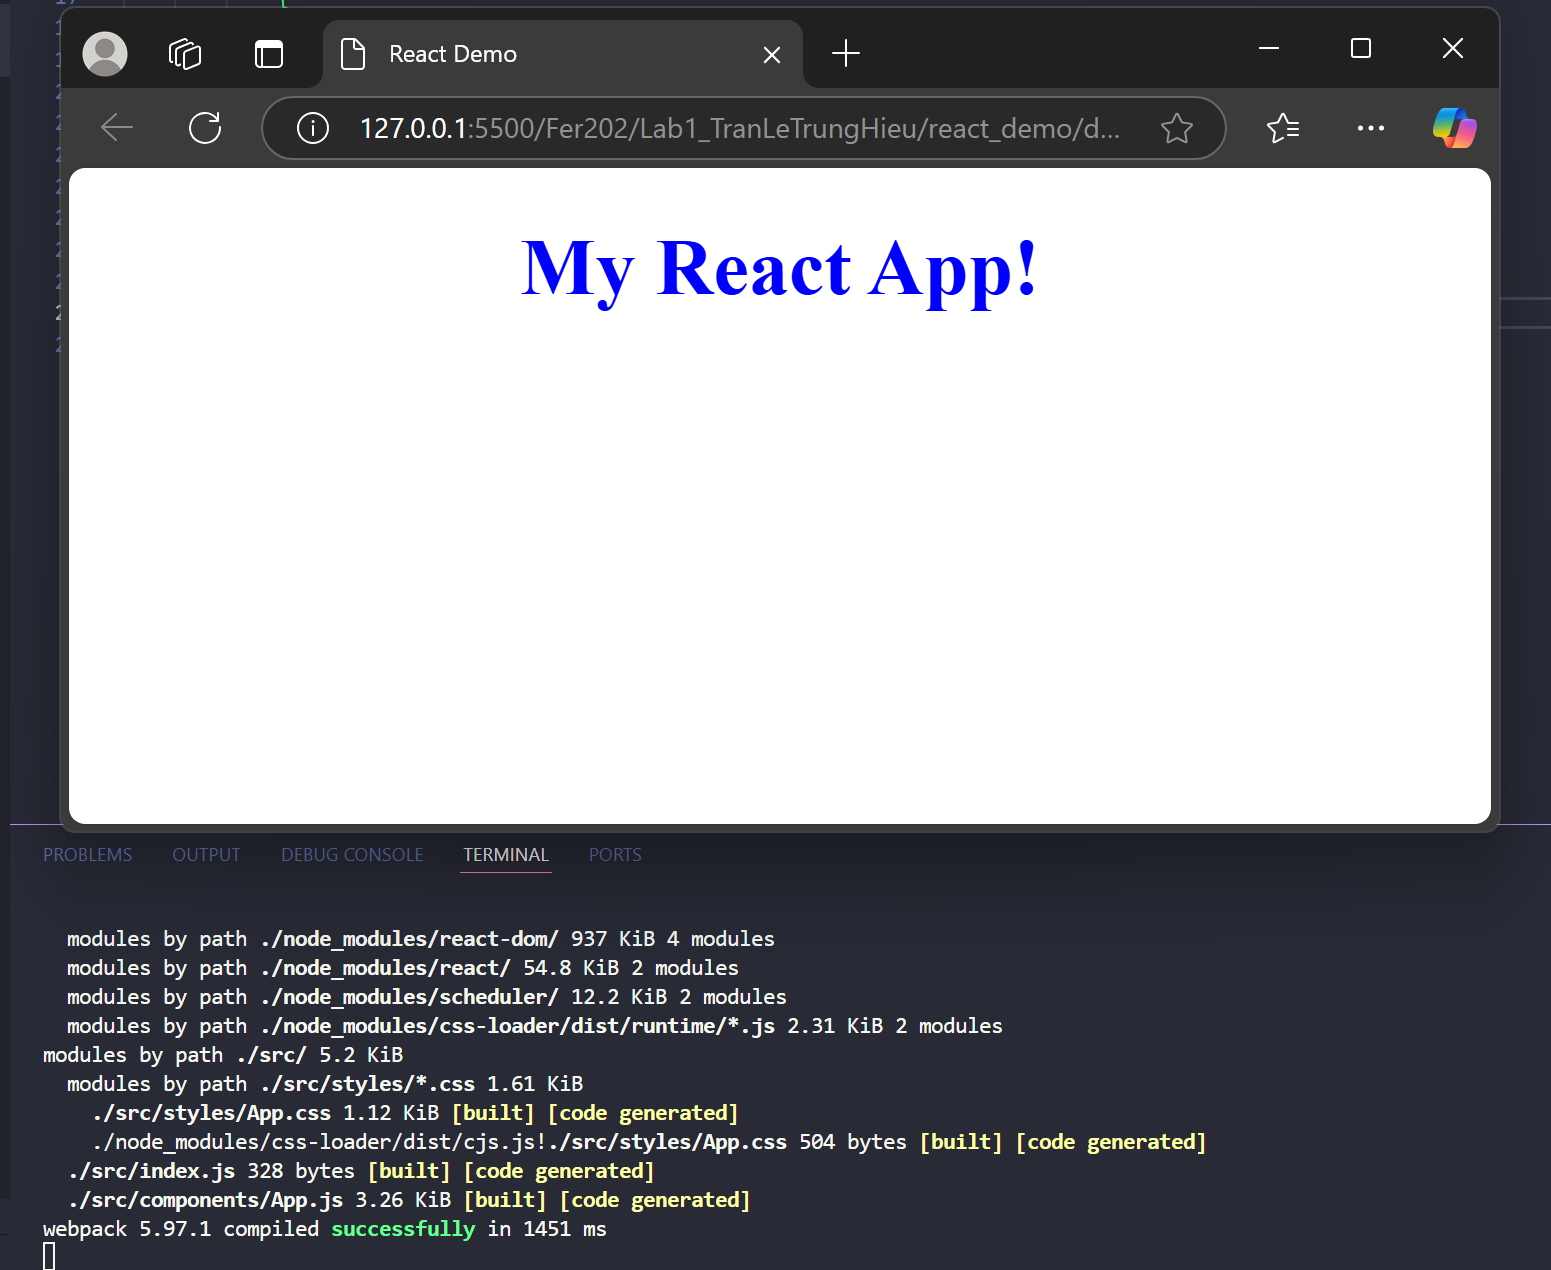 17
React Demo
127.0.0.1:5500/Fer202/Lab1_TranLeTrungHieu/react_demo/d...
My React App!
PROBLEMS OUTPUT DEBUG CONSOLE TERMINAL PORTS
modules by path ./node_modules/react-dom/ 937 KiB 4 modules
modules by path ./node_modules/react/ 54.8 KiB 2 modules
modules by path ./node_modules/scheduler/ 12.2 KiB 2 modules
modules by path ./node_modules/css-loader/dist/runtime/*.js 2.31 KiB 2 modules
modules by path ./src/ 5.2 KiB
modules by path ./src/styles/*.css 1.61 KiB
./src/styles/App.css 1.12 KiB [built] [code generated]
./node_modules/css-loader/dist/cjs.js!./src/styles/App.css 504 bytes [built] [code generated]
./src/index.js 328 bytes [built] [code generated]
./src/components/App.js 3.26 KiB [built] [code generated]
webpack 5.97.1 compiled successfully in 1451 ms